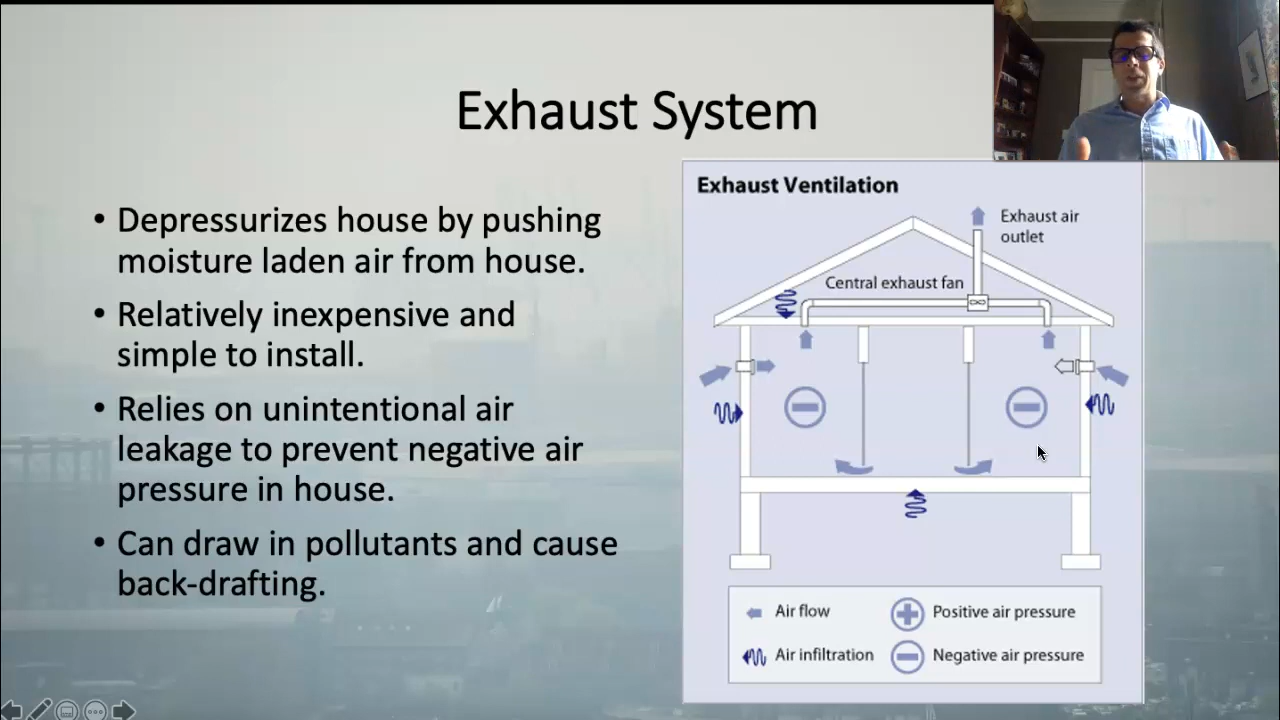 Exhaust System
• Depressurizes house by pushing
moisture laden air from house.
• Relatively inexpensive and
simple to install.
• Relies on unintentional air
leakage to prevent negative air
pressure in house.
• Can draw in pollutants and cause
back-drafting.
Exhaust Ventilation
Exhaust air
outlet
Central exhaust fan
Air flow
Positive air pressure
Air infiltration
Negative air pressure